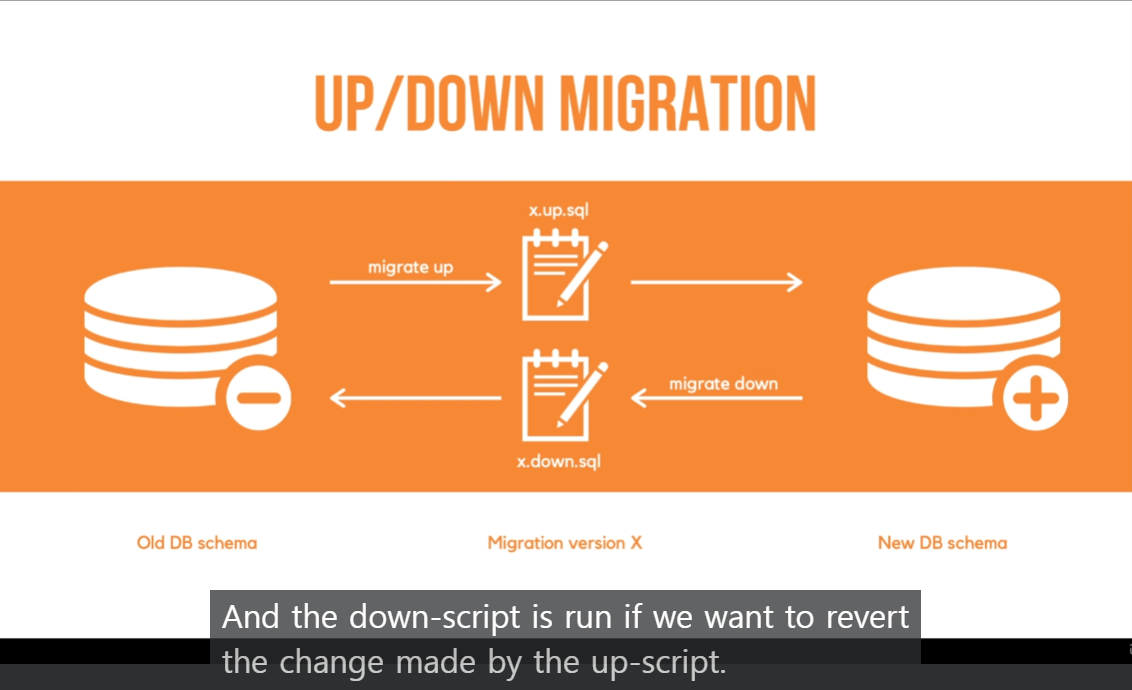 UP/DOWN MIGRATION
x.up.sql
migrate up
migrate down
x.down.sql
Old DB schema
Migration version X
New DB schema
And the down-script is run if we want to revert
the change made by the up-script.